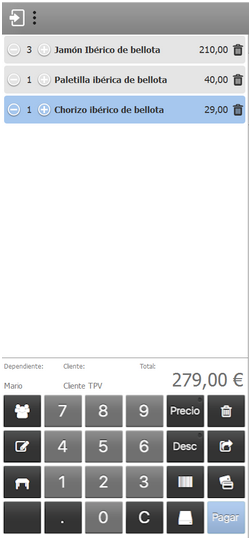 3 Jamón Ibérico de bellota 210,00
1 Paletilla ibérica de bellota 40,00
1 Chorizo ibérico de bellota 29,00
Dependiente: Cliente: Total:
Mario Cliente TPV 279,00 €
7 8 9 Precio
4 5 6 Desc
1 2 3
. 0 C Pagar